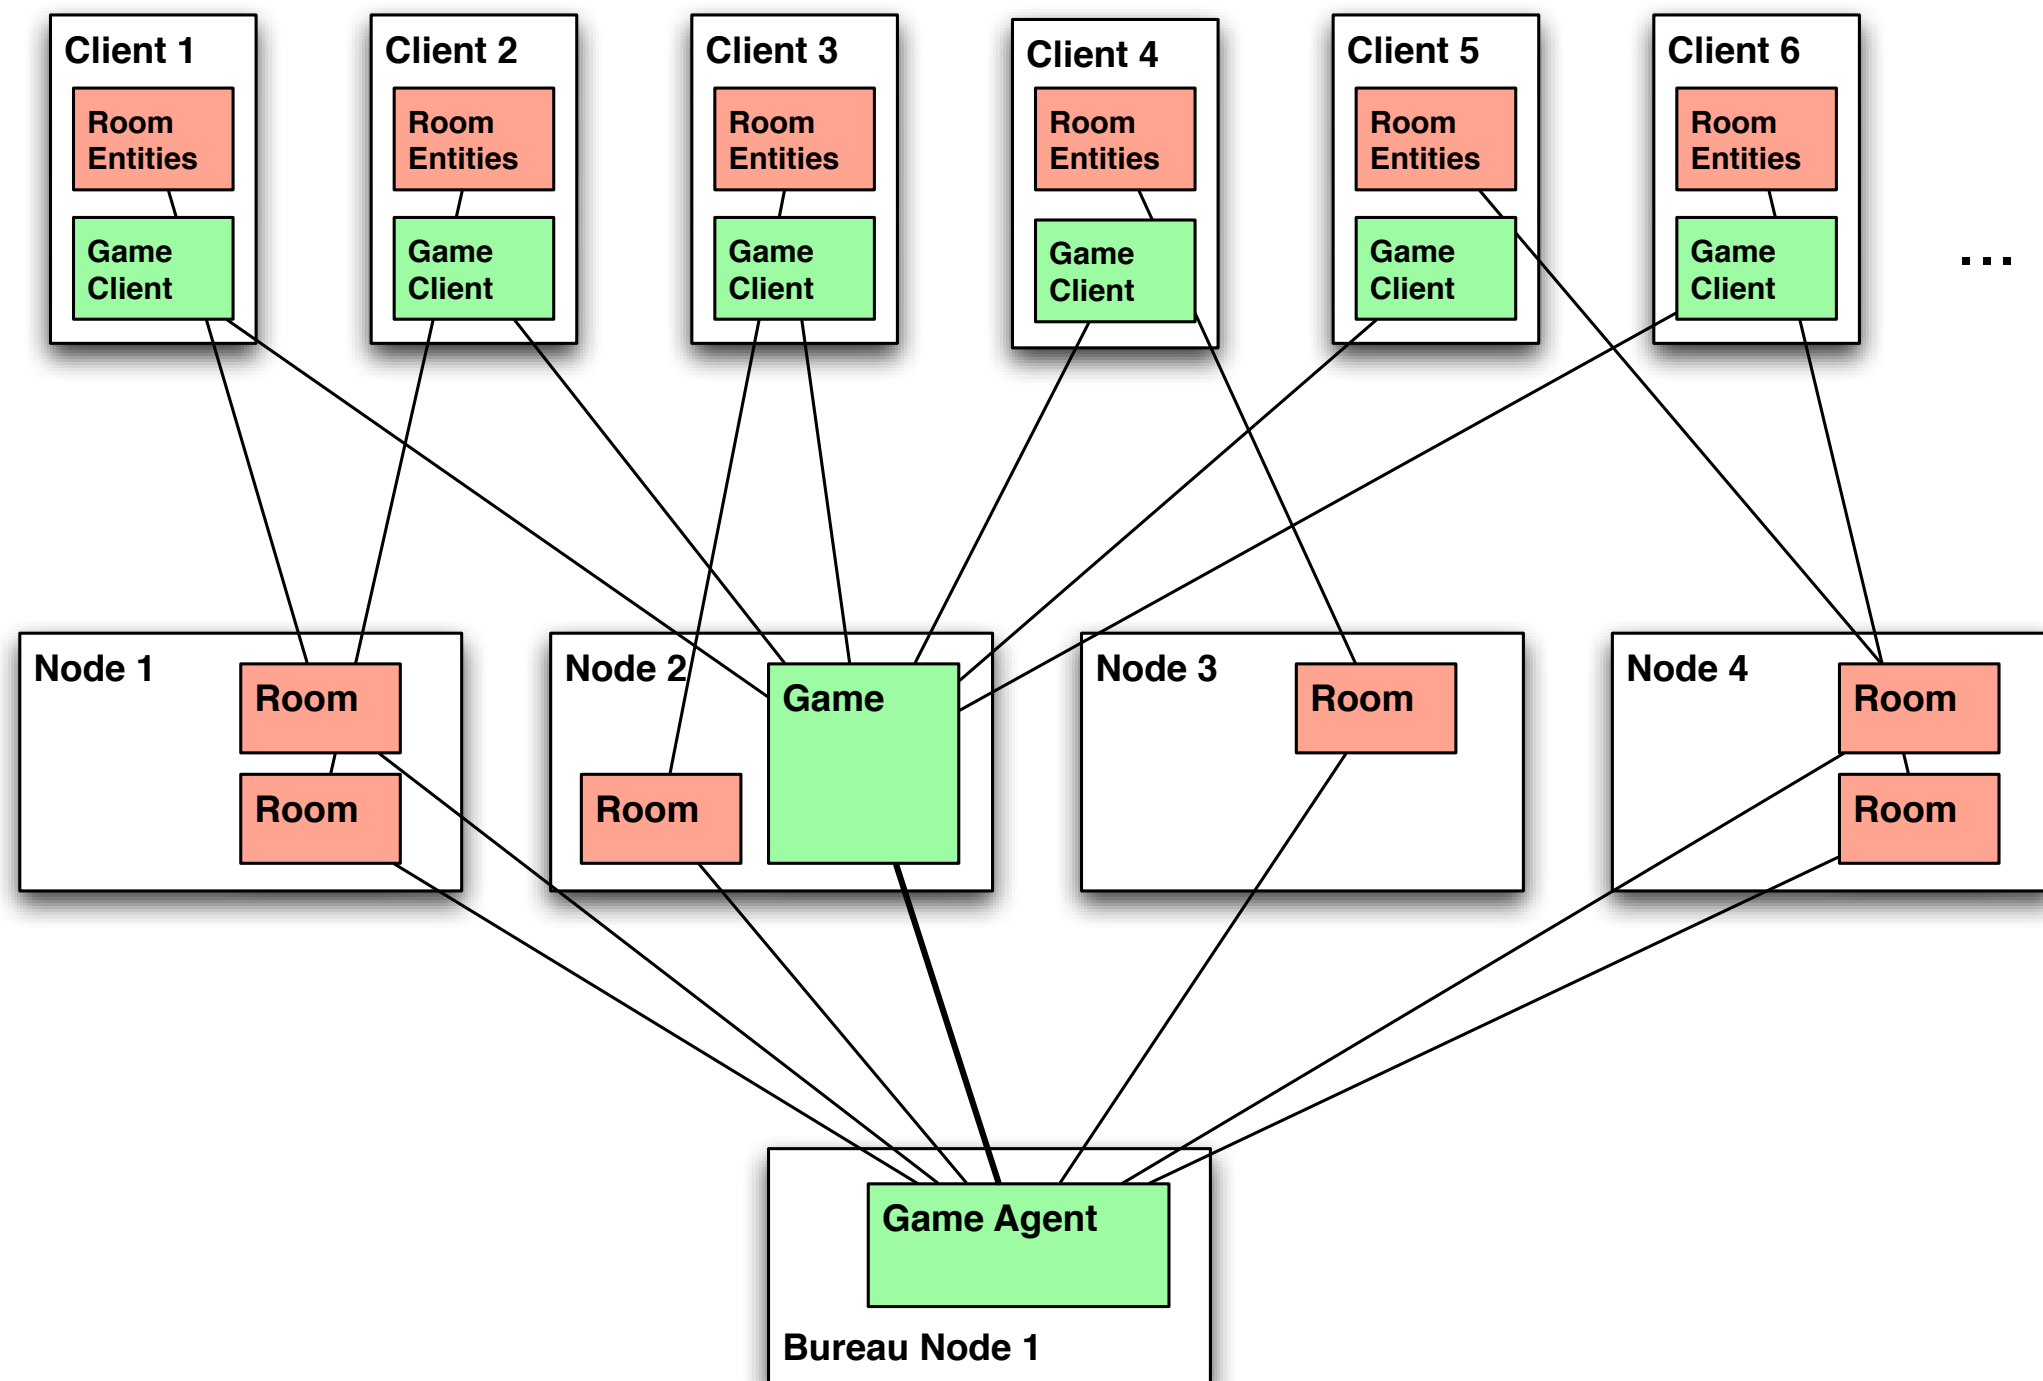 Client 1
Room
Entities
Game
Client
Client 2
Room
Entities
Game
Client
Client 3
Room
Entities
Game
Client
Client 4
Room
Entities
Game
Client
Client 5
Room
Entities
Game
Client
Client 6
Room
Entities
Game
Client
...
Node 1
Room
Room
Node 2
Game
Room
Node 3
Room
Node 4
Room
Room
Game Agent
Bureau Node 1